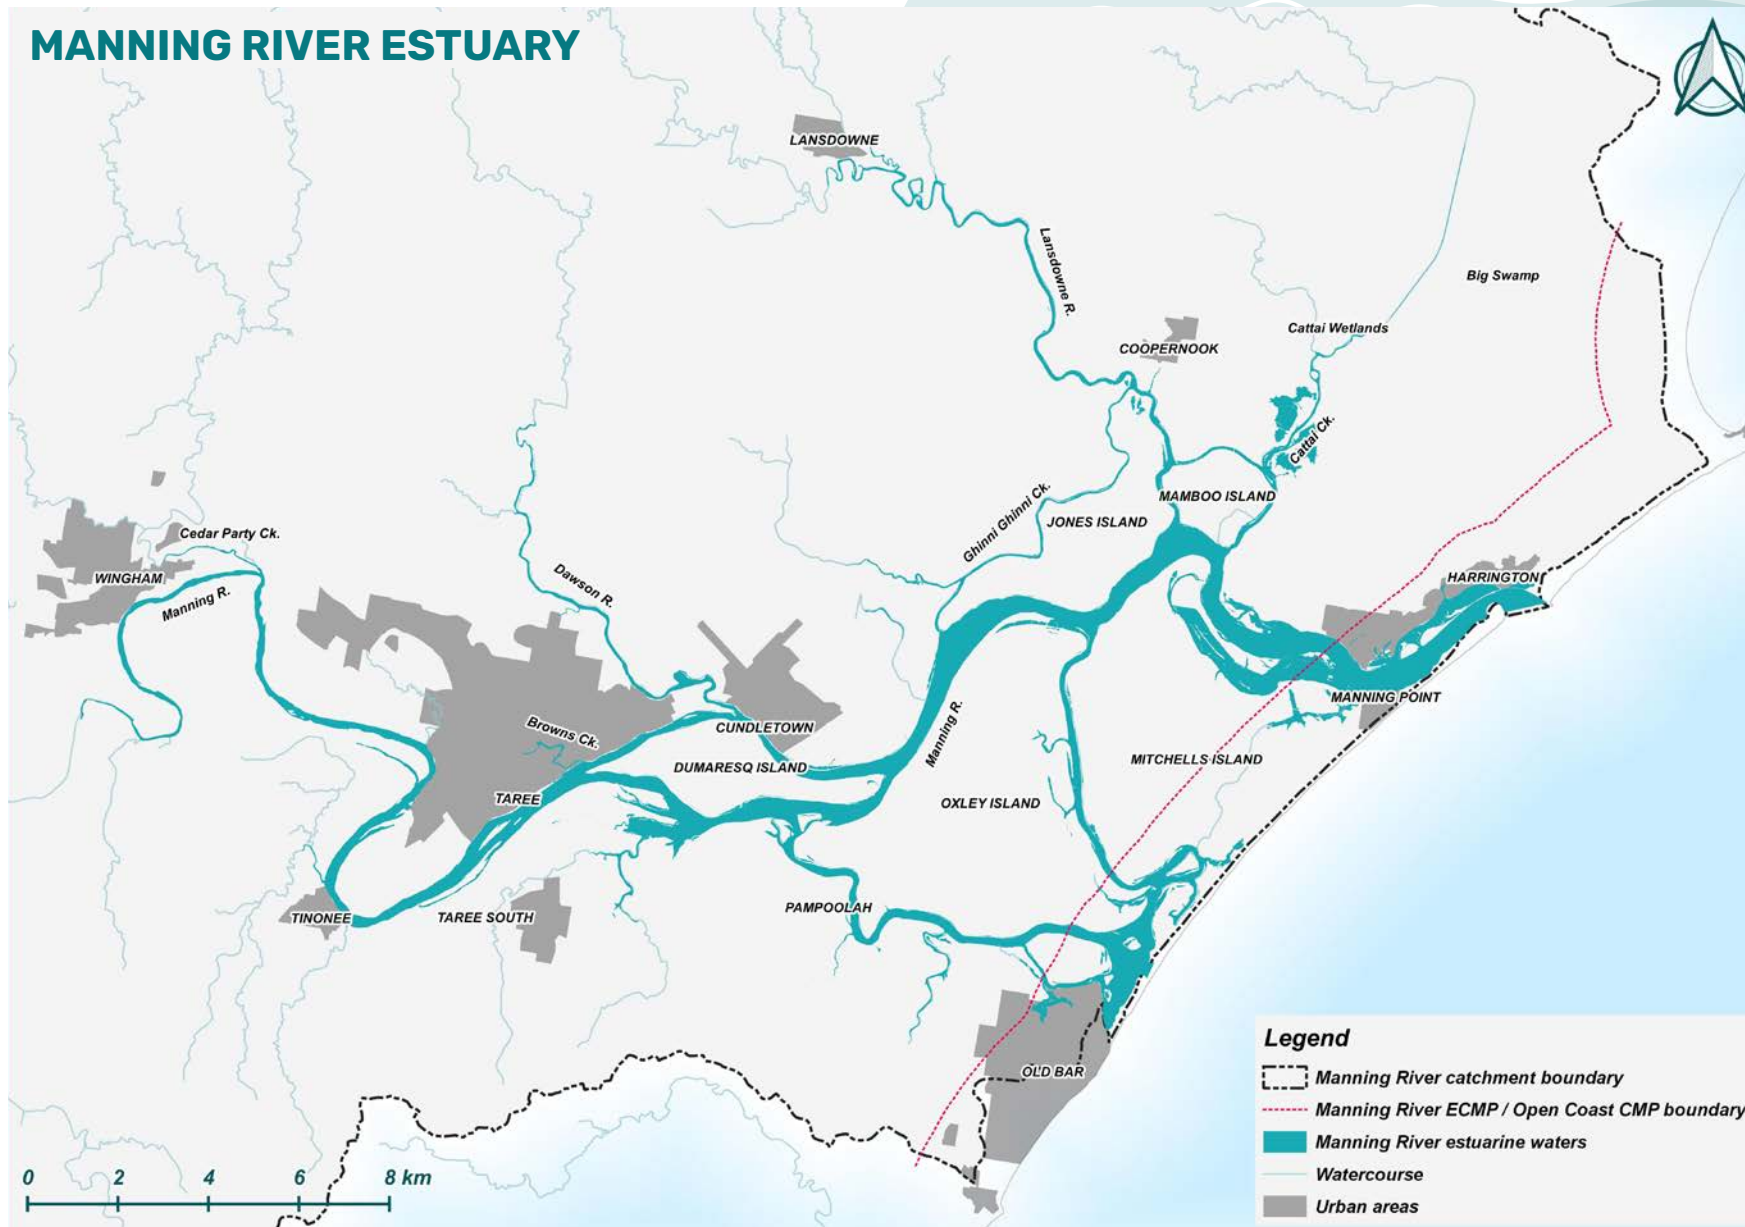 MANNING RIVER ESTUARY
LANSDOWNE
Lansdowne R.
Big Swamp
Cattai Wetlands
COOPERNOOK
Cattai Ck.
MAMBOO ISLAND
Ghinni Ghinni Ck.
JONES ISLAND
Cedar Party Ck.
WINGHAM
Manning R.
Dawson R.
HARRINGTON
MANNING POINT
Browns Ck.
CUNDLETOWN
Manning R.
DUMARESQ ISLAND
MITCHELLS ISLAND
TAREE
OXLEY ISLAND
TINONEE
TAREE SOUTH
PAMPOOLAH
OLD BAR
Legend
Manning River catchment boundary
Manning River ECMP / Open Coast CMP boundary
Manning River estuarine waters
Watercourse
Urban areas
0 2 4 6 8 km